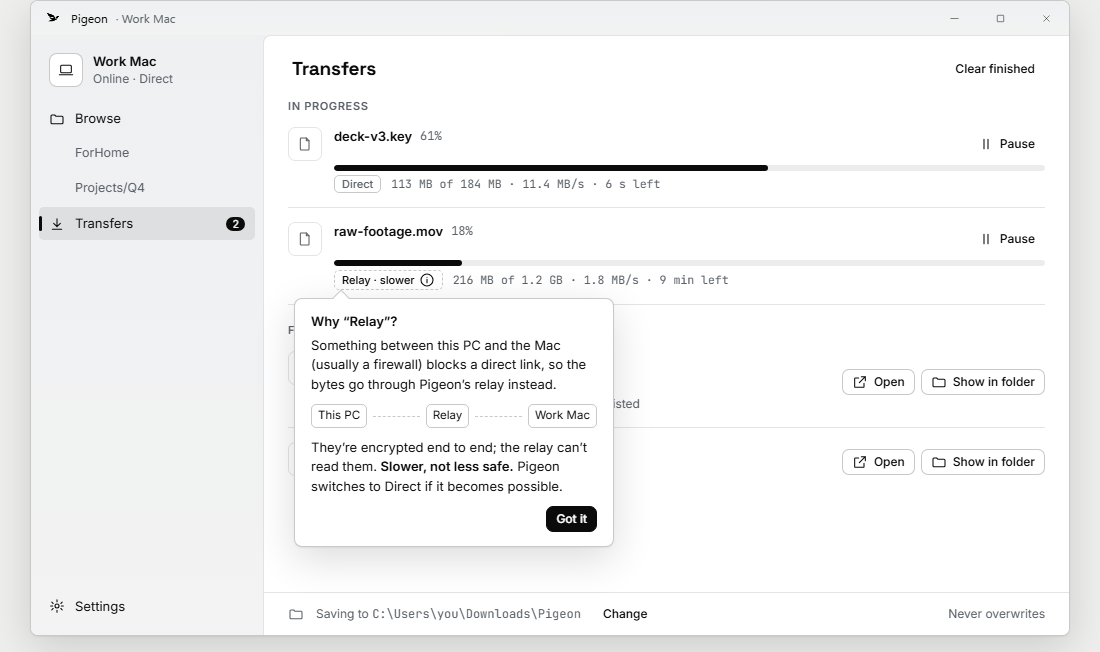 Pigeon · Work Mac
Work Mac
Online · Direct
Browse
ForHome
Projects/Q4
Transfers 2
Settings
Transfers
Clear finished
IN PROGRESS
deck-v3.key 61%
Pause
Direct 113 MB of 184 MB · 11.4 MB/s · 6 s left
raw-footage.mov 18%
Pause
Relay · slower 216 MB of 1.2 GB · 1.8 MB/s · 9 min left
Why “Relay”?
Something between this PC and the Mac
(usually a firewall) blocks a direct link, so the
bytes go through Pigeon’s relay instead.
This PC Relay Work Mac
They’re encrypted end to end; the relay can’t
read them. Slower, not less safe. Pigeon
switches to Direct if it becomes possible.
Got it
Open Show in folder
Open Show in folder
Saving to C:\Users\you\Downloads\Pigeon Change
Never overwrites